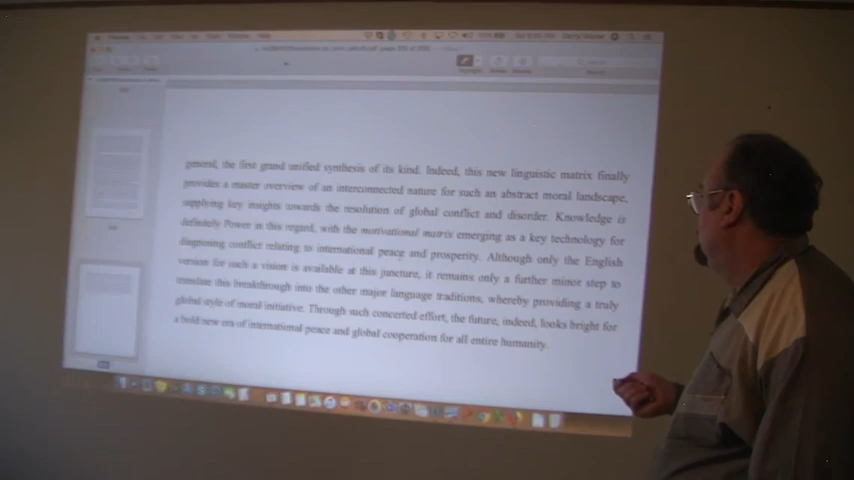 general, the first grand unified synthesis of its kind. Indeed, this new linguistic matrix finally
provides a master overview of an interconnected nature for such an abstract moral landscape,
supplying key insights towards the resolution of global conflict and disorder. Knowledge is
definitely Power in this regard, with the motivational matrix emerging as a key technology for
diagnosing conflict relating to international peace and prosperity. Although only the English
version for such a vision is available at this juncture, it remains only a further minor step to
translate this breakthrough into the other major language traditions, whereby providing a truly
global style of moral initiative. Through such concerted effort, the future, indeed, looks bright for
a bold new era of international peace and global cooperation for all entire humanity.